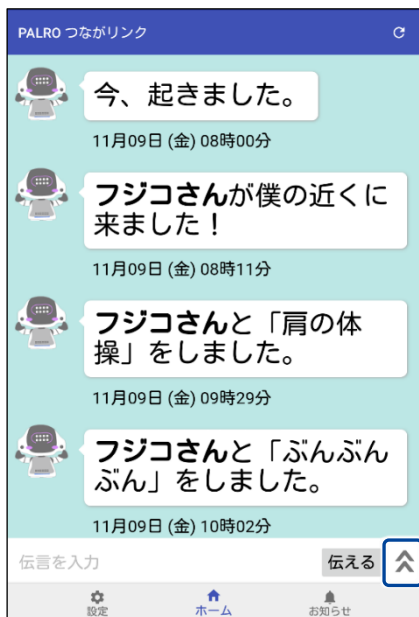 PALRO つながリンク
今、起きました。
11月09日 (金) 08時00分
フジコさんが僕の近くに
来ました！
11月09日 (金) 08時11分
フジコさんと「肩の体
操」をしました。
11月09日 (金) 09時29分
フジコさんと「ぶんぶん
ぶん」をしました。
11月09日 (金) 10時02分
伝言を入力
伝える
設定
ホーム
お知らせ